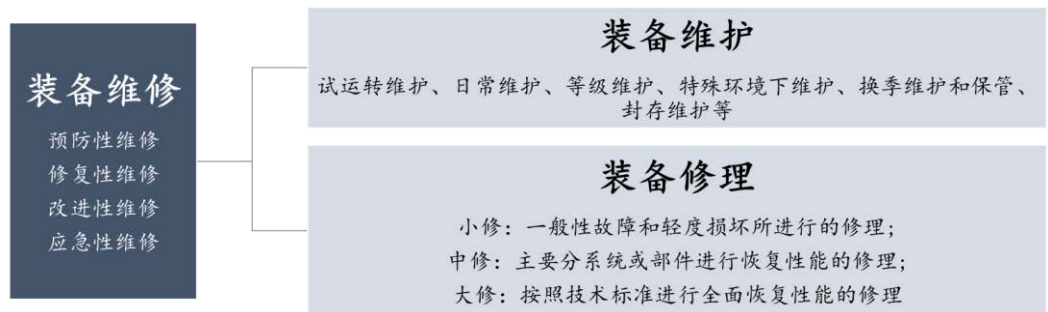 装备维修
预防性维修
修复性维修
改进性维修
应急性维修
装备维护
试运转维护、日常维护、等级维护、特殊环境下维护、换季维护和保管、
封存维护等
装备修理
小修：一般性故障和轻度损坏所进行的修理；
中修：主要分系统或部件进行恢复性能的修理；
大修：按照技术标准进行全面恢复性能的修理